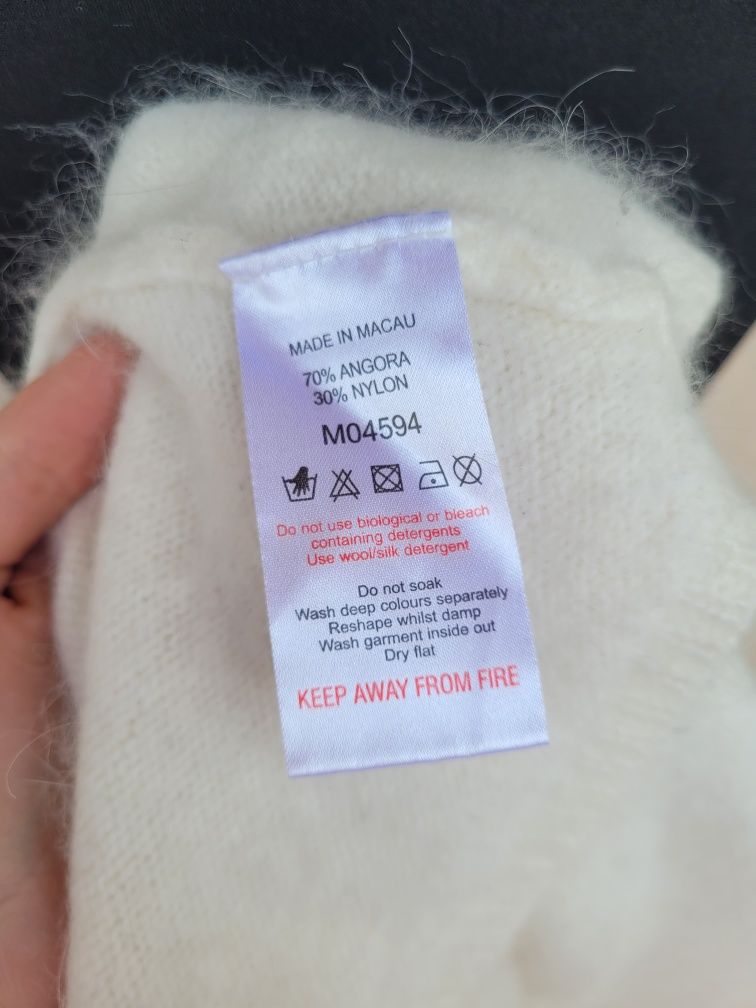 MADE IN MACAU
70% ANGORA
30% NYLON
M04594
Do not use biological or bleach
containing detergents
Use wool/silk detergent
Do not soak
Wash deep colours separately
Reshape whilst damp
Wash garment inside out
Dry flat
KEEP AWAY FROM FIRE